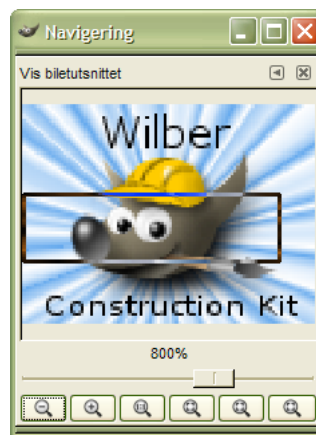 Navigering
Vis biletutsnittet
Wilber
Construction Kit
800%